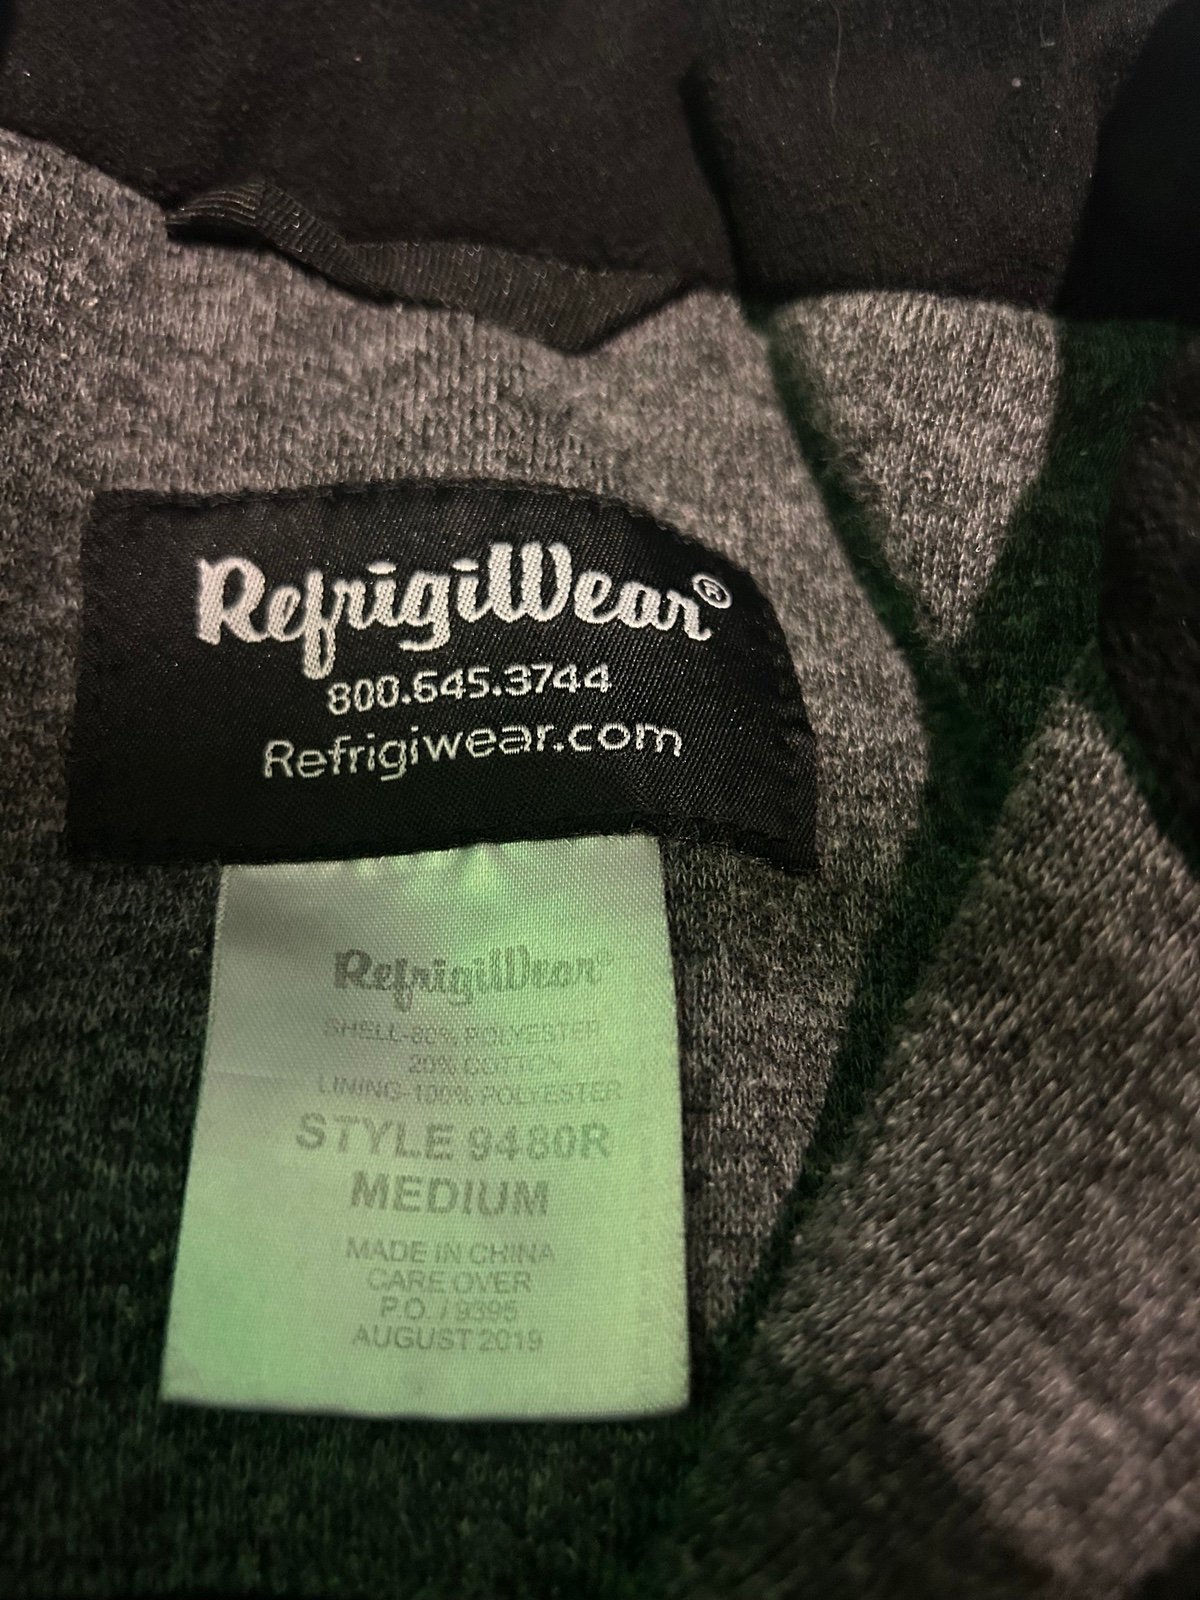 RefrigiWear®
800.645.3744
Refrigiwear.com
RefrigiWear®
SHELL-80% POLYESTER
20% COTTON
LINING-100% POLYESTER
STYLE 9480R
MEDIUM
MADE IN CHINA
CARE OVER
P.O. / 9395
AUGUST 2019